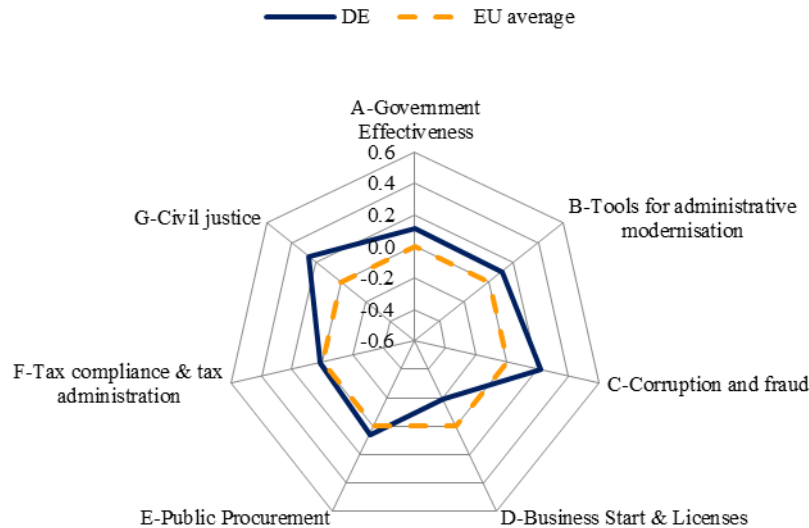 DE EU average
A-Government
Effectiveness
0.6
0.4
0.2
0.0
-0.2
-0.4
-0.6
B-Tools for administrative
modernisation
C-Corruption and fraud
D-Business Start & Licenses
E-Public Procurement
F-Tax compliance & tax
administration
G-Civil justice